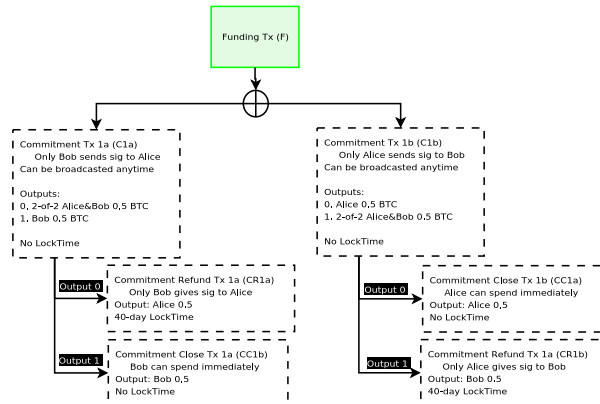 Funding Tx (F)
Commitment Tx 1a (C1a)
Only Bob sends sig to Alice
Can be broadcasted anytime
Outputs:
0. 2-of-2 Alice&Bob 0.5 BTC
1. Bob 0.5 BTC
No LockTime
Commitment Tx 1b (C1b)
Only Alice sends sig to Bob
Can be broadcasted anytime
Outputs:
0. Alice 0.5 BTC
1. 2-of-2 Alice&Bob 0.5 BTC
No LockTime
Output 0
Commitment Refund Tx 1a (CR1a)
Only Bob gives sig to Alice
Output: Alice 0.5
40-day LockTime
Output 1
Commitment Close Tx 1a (CC1b)
Bob can spend immediately
Output: Bob 0.5
No LockTime
Output 0
Commitment Close Tx 1b (CC1a)
Alice can spend immediately
Output: Alice 0.5
No LockTime
Output 1
Commitment Refund Tx 1a (CR1b)
Only Alice gives sig to Bob
Output: Bob 0.5
40-day LockTime